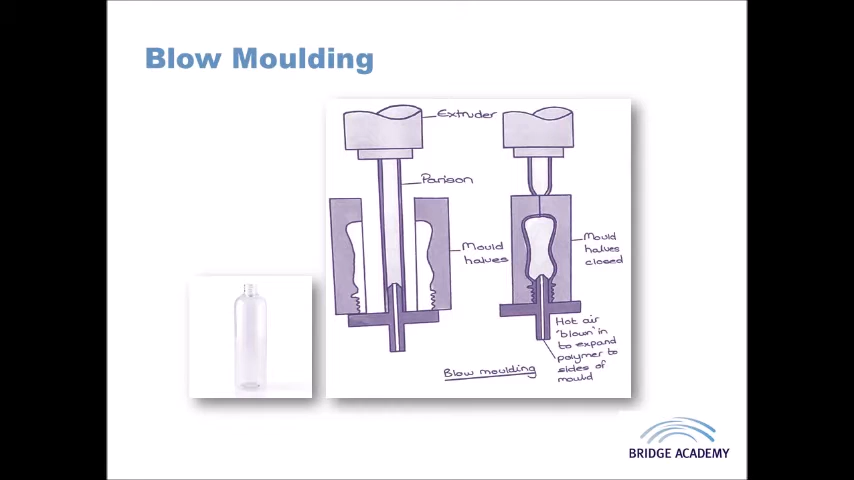 Blow Moulding
Extruder
Parison
Mould
halves
Mould
halves
closed
Hot air
'blown' in
to expand
polymer to
sides of
mould
Blow moulding
BRIDGE ACADEMY